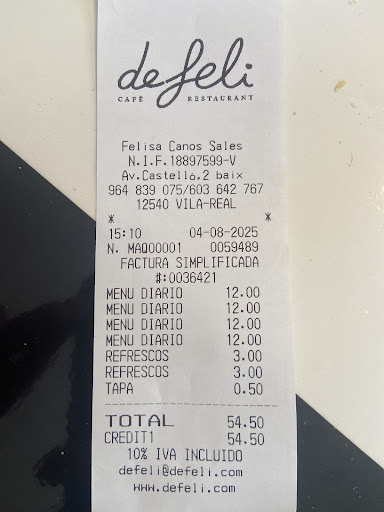 defeli
CAFÈ RESTAURANT
Felisa Canos Sales
N.I.F.18897599-V
Av.Castelló,2 baix
964 839 075/603 642 767
12540 VILA-REAL
* *
15:10 04-08-2025
N. MAQ00001 0059489
FACTURA SIMPLIFICADA
#:0036421
MENU DIARIO 12.00
MENU DIARIO 12.00
MENU DIARIO 12.00
MENU DIARIO 12.00
REFRESCOS 3.00
REFRESCOS 3.00
TAPA 0.50
TOTAL 54.50
CREDIT1 54.50
10% IVA INCLUIDO
defeli@defeli.com
www.defeli.com